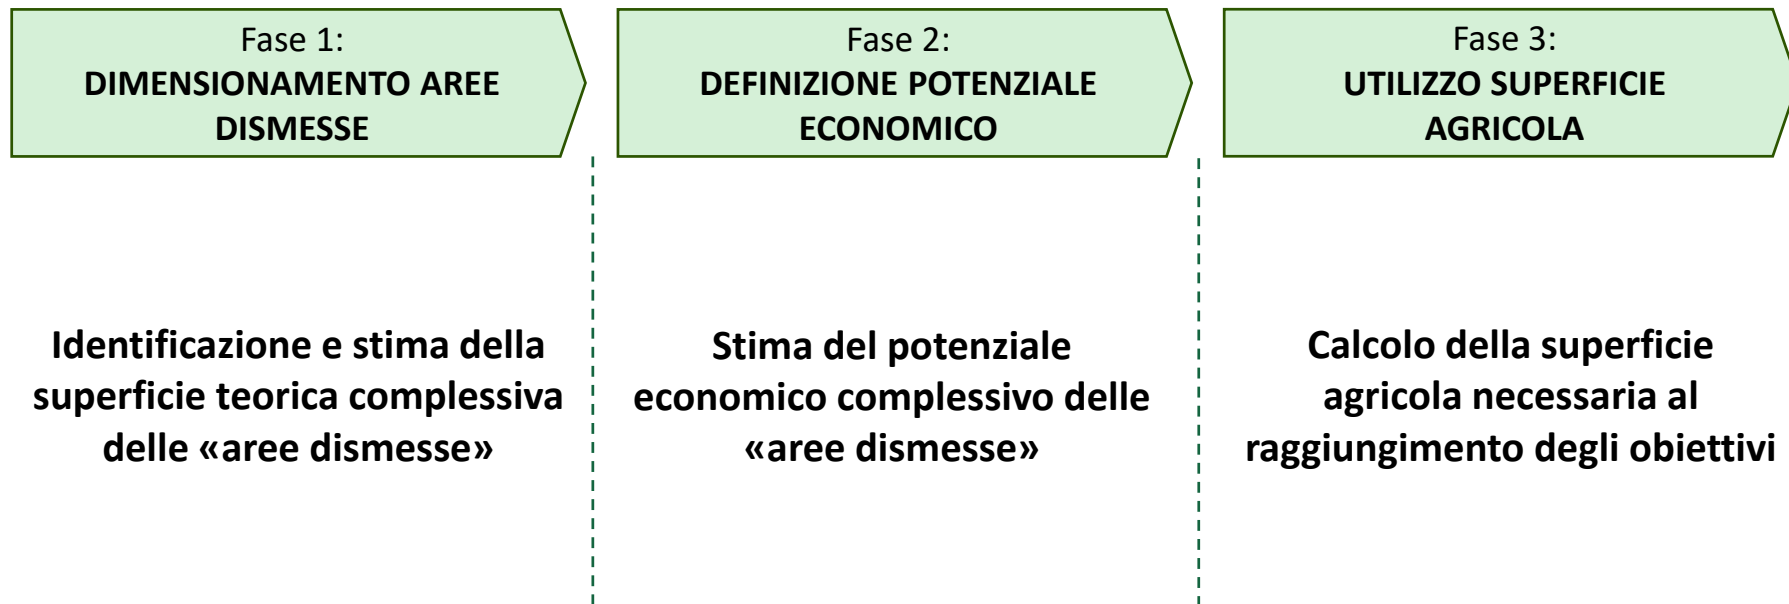 Fase 1:
DIMENSIONAMENTO AREE
DISMESSE
Fase 2:
DEFINIZIONE POTENZIALE
ECONOMICO
Fase 3:
UTILIZZO SUPERFICIE
AGRICOLA
Identificazione e stima della
superficie teorica complessiva
delle «aree dismesse»
Stima del potenziale
economico complessivo delle
«aree dismesse»
Calcolo della superficie
agricola necessaria al
raggiungimento degli obiettivi